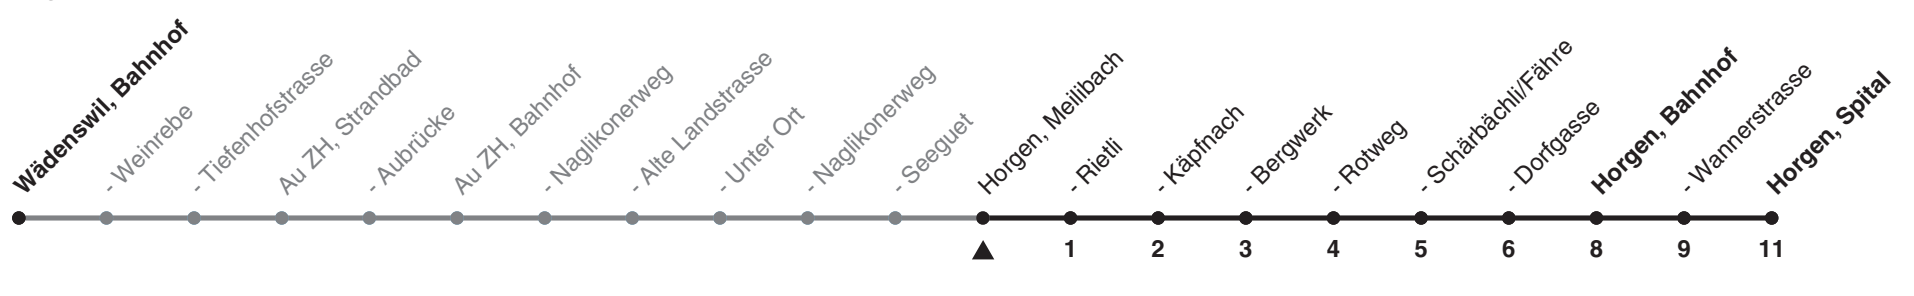 Wädenswil, Bahnhof
- Weinrebe
- Tiefenhofstrasse
Au ZH, Strandbad
- Aubrücke
Au ZH, Bahnhof
- Naglikonerweg
- Alte Landstrasse
- Unter Ort
- Naglikonerweg
- Seeguet
Horgen, Meilibach
- Rietli
- Käpfnach
- Bergwerk
- Rotweg
- Schärbächli/Fähre
- Dorfgasse
Horgen, Bahnhof
- Wannerstrasse
Horgen, Spital
1 2 3 4 5 6 8 9 11